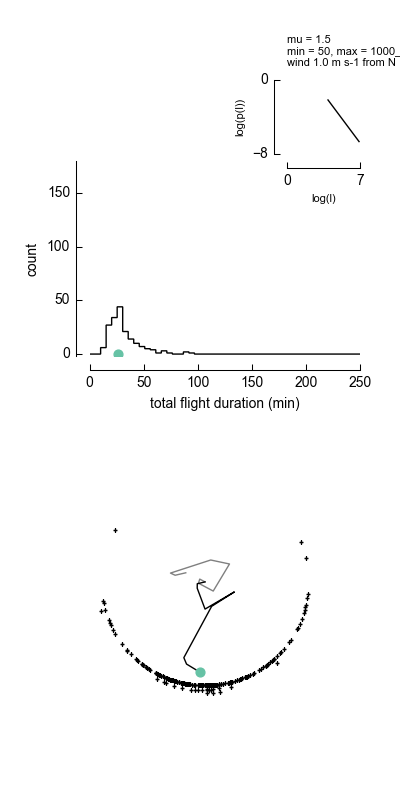 mu = 1.5
min = 50, max = 1000_
wind 1.0 m s-1 from N
0
−8
log(p(l))
0 7
log(l)
150
100
50
0
count
0 50 100 150 200 250
total flight duration (min)